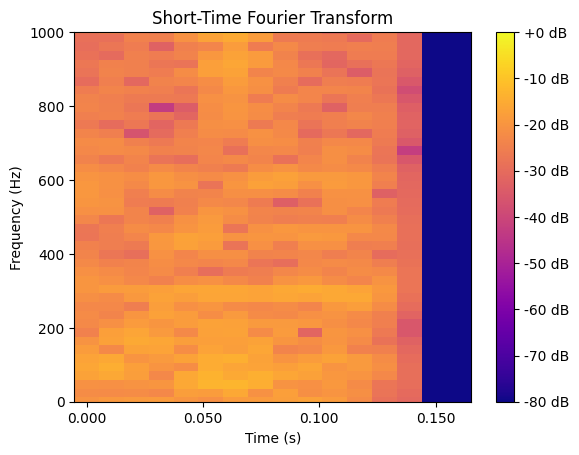 Short-Time Fourier Transform
1000
800
600
400
200
0
Frequency (Hz)
0.000
0.050
0.100
0.150
Time (s)
+0 dB
-10 dB
-20 dB
-30 dB
-40 dB
-50 dB
-60 dB
-70 dB
-80 dB